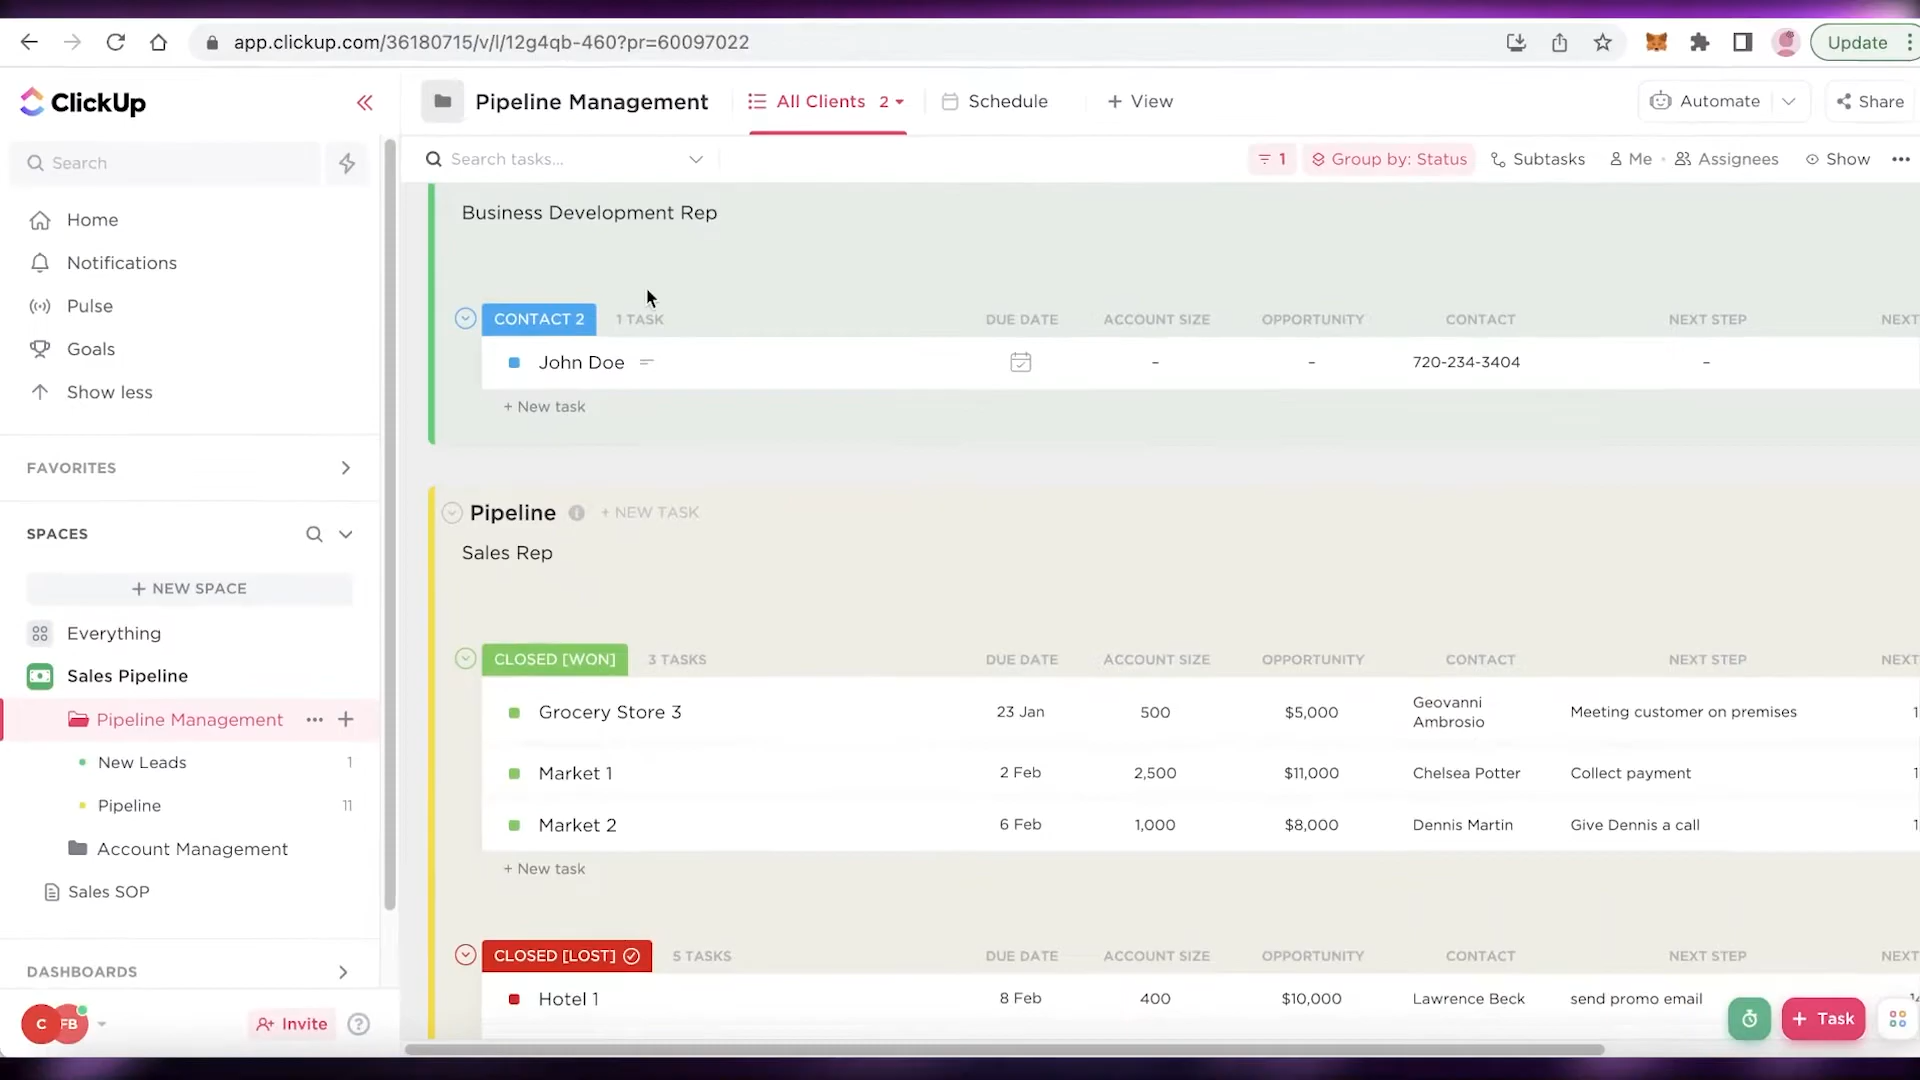 app.clickup.com/36180715/v/l/12g4qb-460?pr=60097022
Update
ClickUp
Pipeline Management
All Clients 2
Schedule
+ View
Automate
Share
Search
Search tasks...
1
Group by: Status
Subtasks
Me
Assignees
Show
Home
Notifications
Pulse
Goals
Show less
FAVORITES
SPACES
+ NEW SPACE
Everything
Sales Pipeline
Pipeline Management
New Leads 1
Pipeline 11
Account Management
Sales SOP
DASHBOARDS
C FB
Invite
Business Development Rep
CONTACT 2 1 TASK DUE DATE ACCOUNT SIZE OPPORTUNITY CONTACT NEXT STEP NEXT
John Doe – – 720-234-3404 –
+ New task
Pipeline + NEW TASK
Sales Rep
CLOSED [WON] 3 TASKS DUE DATE ACCOUNT SIZE OPPORTUNITY CONTACT NEXT STEP NEXT
Grocery Store 3 23 Jan 500 $5,000 Geovanni Ambrosio Meeting customer on premises 1
Market 1 2 Feb 2,500 $11,000 Chelsea Potter Collect payment 1
Market 2 6 Feb 1,000 $8,000 Dennis Martin Give Dennis a call 1
+ New task
CLOSED [LOST] 5 TASKS DUE DATE ACCOUNT SIZE OPPORTUNITY CONTACT NEXT STEP NEXT
Hotel 1 8 Feb 400 $10,000 Lawrence Beck send promo email
+ Task